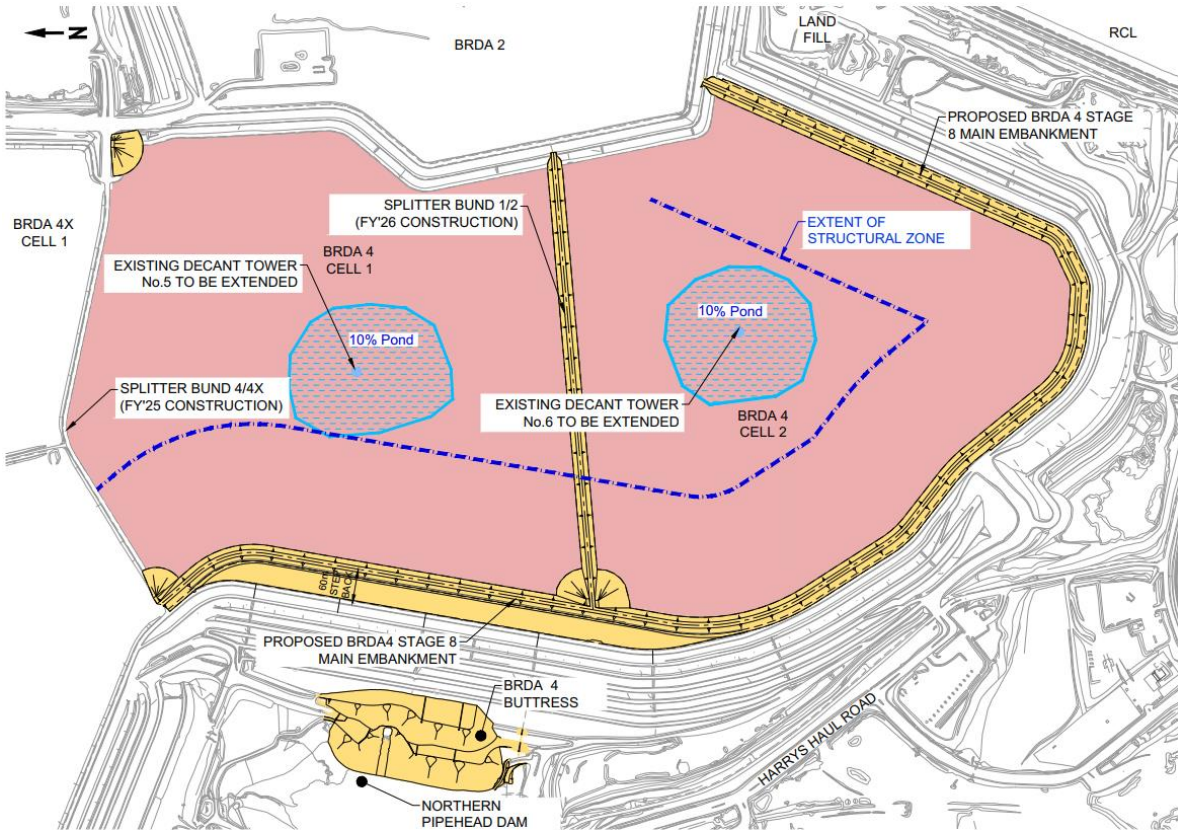 N
BRDA 2
LAND
FILL
RCL
PROPOSED BRDA 4 STAGE
8 MAIN EMBANKMENT
BRDA 4X
CELL 1
SPLITTER BUND 1/2
(FY'26 CONSTRUCTION)
EXTENT OF
STRUCTURAL ZONE
BRDA 4
CELL 1
EXISTING DECANT TOWER
No.5 TO BE EXTENDED
10% Pond
10% Pond
SPLITTER BUND 4/4X
(FY'25 CONSTRUCTION)
EXISTING DECANT TOWER
No.6 TO BE EXTENDED
BRDA 4
CELL 2
60m
STEP
BACK
PROPOSED BRDA4 STAGE 8
MAIN EMBANKMENT
BRDA 4
BUTTRESS
HARRYS HAUL ROAD
NORTHERN
PIPEHEAD DAM